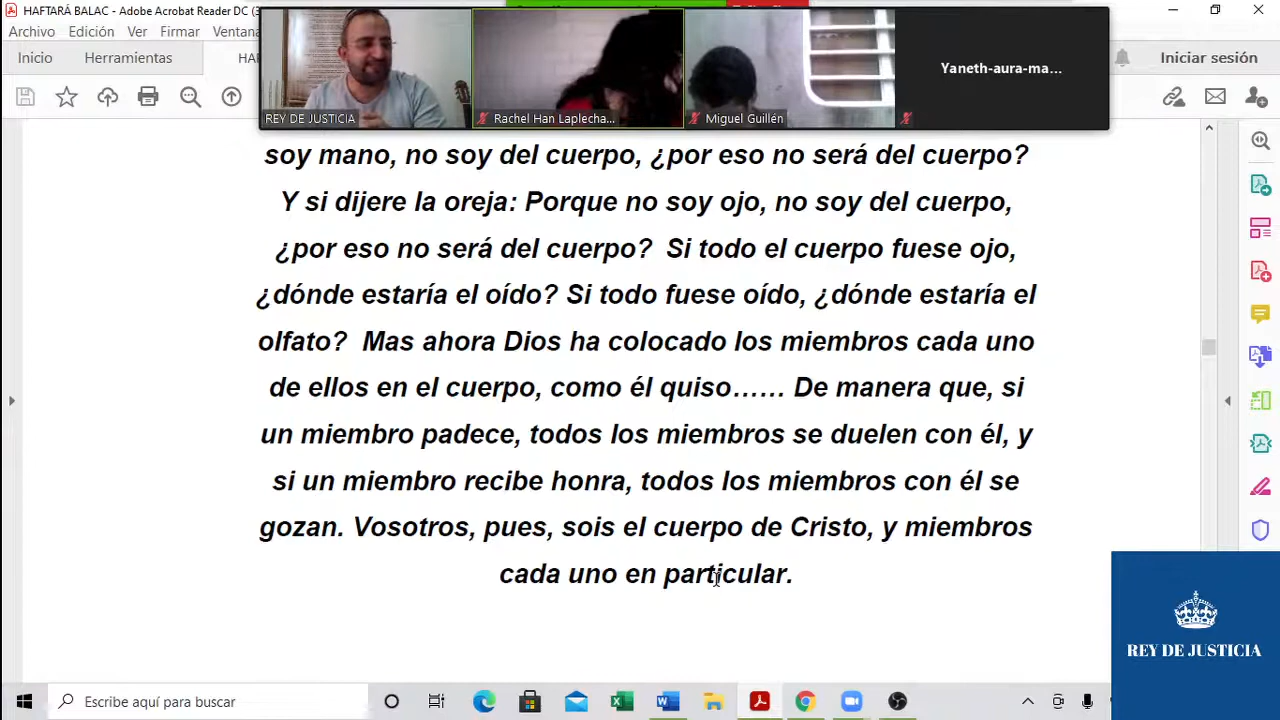 HAFTARÁ BALAC - Adobe Acrobat Reader DC (3
Archivo Edición Ver Firmar Ventana
Inicio Herramientas HAF
Iniciar sesión
REY DE JUSTICIA
Rachel Han Laplecha...
Miguel Guillén
Yaneth-aura-ma...
soy mano, no soy del cuerpo, ¿por eso no será del cuerpo?
Y si dijere la oreja: Porque no soy ojo, no soy del cuerpo,
¿por eso no será del cuerpo? Si todo el cuerpo fuese ojo,
¿dónde estaría el oído? Si todo fuese oído, ¿dónde estaría el
olfato? Mas ahora Dios ha colocado los miembros cada uno
de ellos en el cuerpo, como él quiso…… De manera que, si
un miembro padece, todos los miembros se duelen con él, y
si un miembro recibe honra, todos los miembros con él se
gozan. Vosotros, pues, sois el cuerpo de Cristo, y miembros
cada uno en particular.
REY DE JUSTICIA
Escribe aquí para buscar